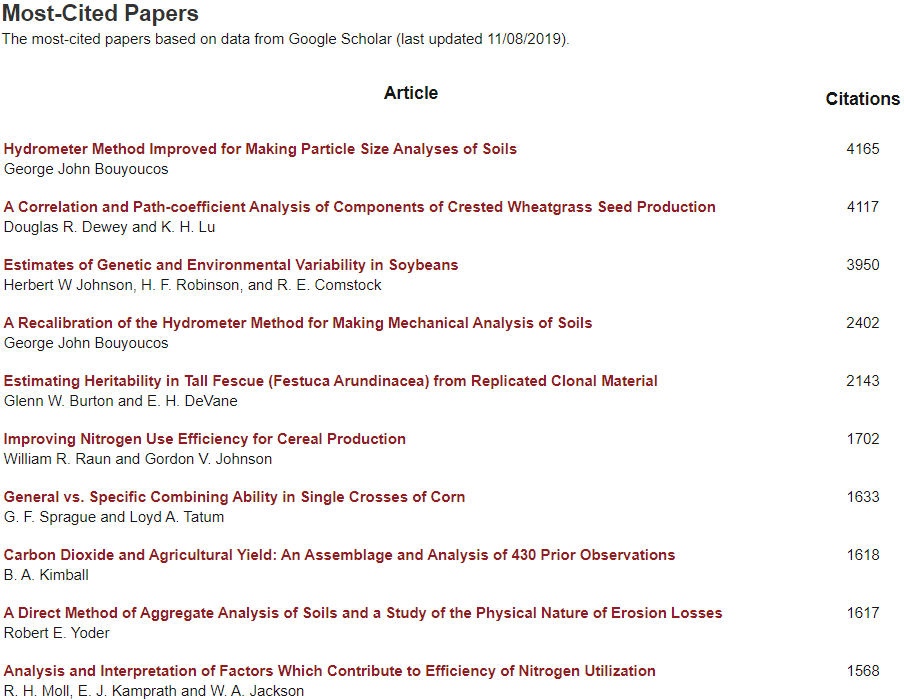 Most-Cited Papers
The most-cited papers based on data from Google Scholar (last updated 11/08/2019).
Article Citations
Hydrometer Method Improved for Making Particle Size Analyses of Soils 4165
George John Bouyoucos
A Correlation and Path-coefficient Analysis of Components of Crested Wheatgrass Seed Production 4117
Douglas R. Dewey and K. H. Lu
Estimates of Genetic and Environmental Variability in Soybeans 3950
Herbert W Johnson, H. F. Robinson, and R. E. Comstock
A Recalibration of the Hydrometer Method for Making Mechanical Analysis of Soils 2402
George John Bouyoucos
Estimating Heritability in Tall Fescue (Festuca Arundinacea) from Replicated Clonal Material 2143
Glenn W. Burton and E. H. DeVane
Improving Nitrogen Use Efficiency for Cereal Production 1702
William R. Raun and Gordon V. Johnson
General vs. Specific Combining Ability in Single Crosses of Corn 1633
G. F. Sprague and Loyd A. Tatum
Carbon Dioxide and Agricultural Yield: An Assemblage and Analysis of 430 Prior Observations 1618
B. A. Kimball
A Direct Method of Aggregate Analysis of Soils and a Study of the Physical Nature of Erosion Losses 1617
Robert E. Yoder
Analysis and Interpretation of Factors Which Contribute to Efficiency of Nitrogen Utilization 1568
R. H. Moll, E. J. Kamprath and W. A. Jackson